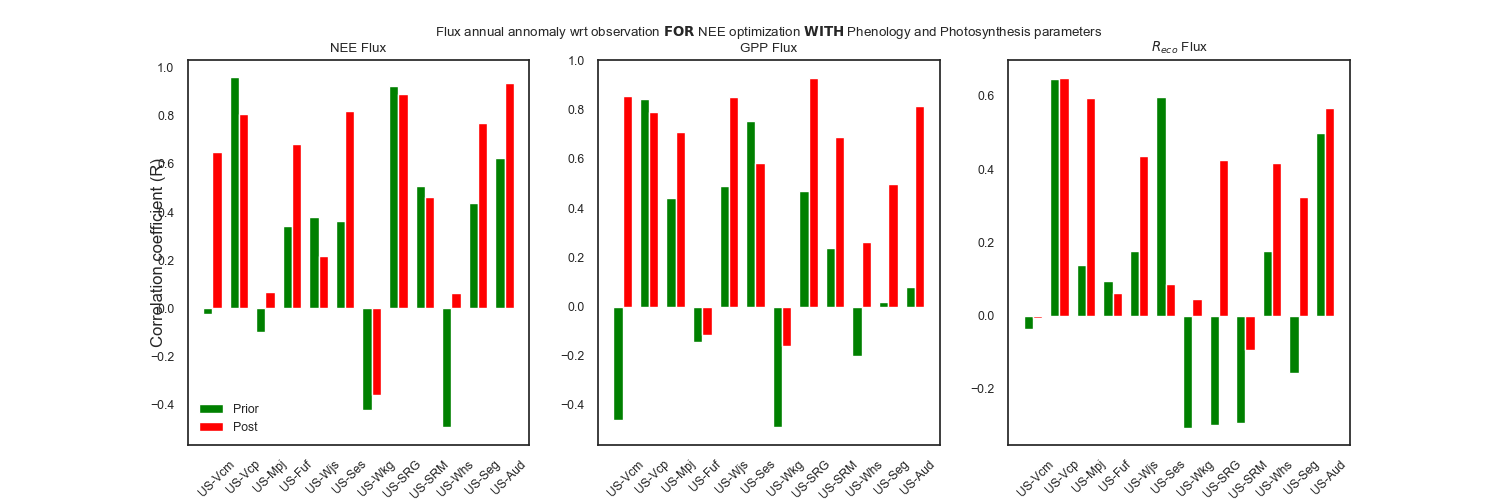 Flux annual annomaly wrt observation FOR NEE optimization WITH Phenology and Photosynthesis parameters
NEE Flux
GPP Flux
Reco Flux
Correlation coefficient (R)
1.0
0.8
0.6
0.4
0.2
0.0
−0.2
−0.4
Prior
Post
US-Vcm
US-Vcp
US-Mpj
US-Fuf
US-Wjs
US-Ses
US-Wkg
US-SRG
US-SRM
US-Whs
US-Seg
US-Aud
1.0
0.8
0.6
0.4
0.2
0.0
−0.2
−0.4
US-Vcm
US-Vcp
US-Mpj
US-Fuf
US-Wjs
US-Ses
US-Wkg
US-SRG
US-SRM
US-Whs
US-Seg
US-Aud
0.6
0.4
0.2
0.0
−0.2
US-Vcm
US-Vcp
US-Mpj
US-Fuf
US-Wjs
US-Ses
US-Wkg
US-SRG
US-SRM
US-Whs
US-Seg
US-Aud